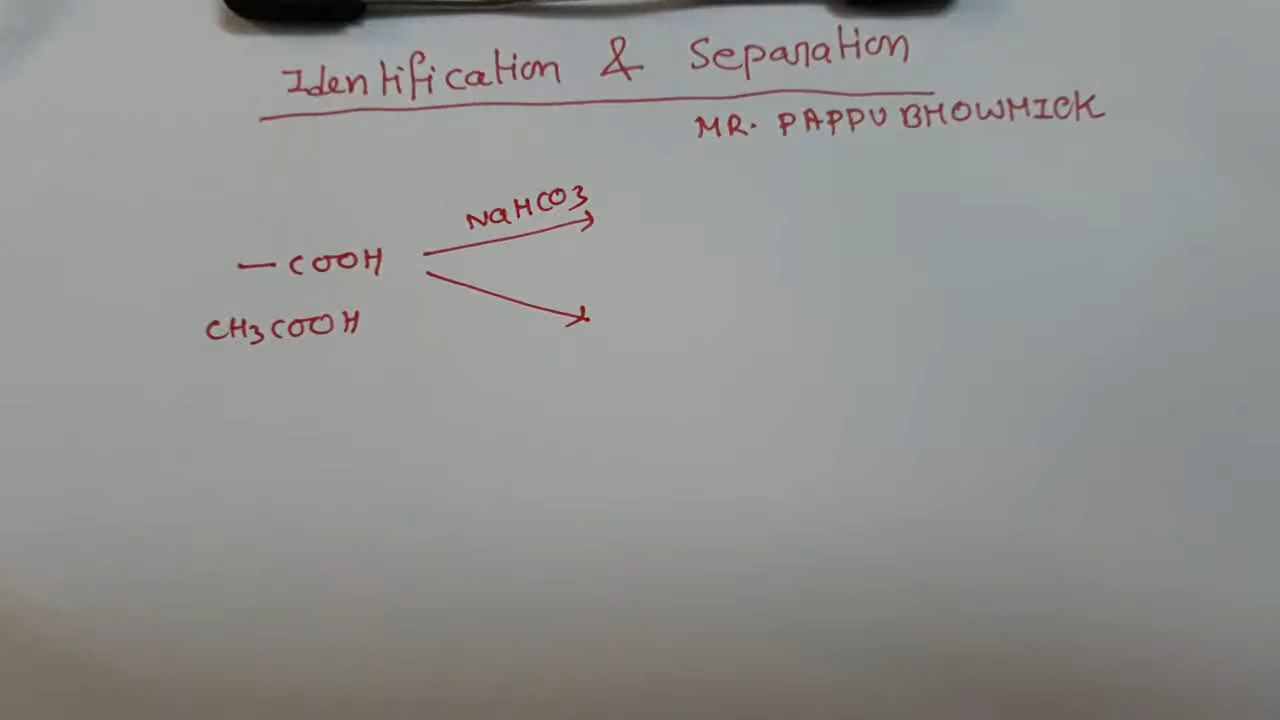 Identification & Separation
MR. PAPPU BHOWMICK
NaHCO3
— COOH
CH3COOH